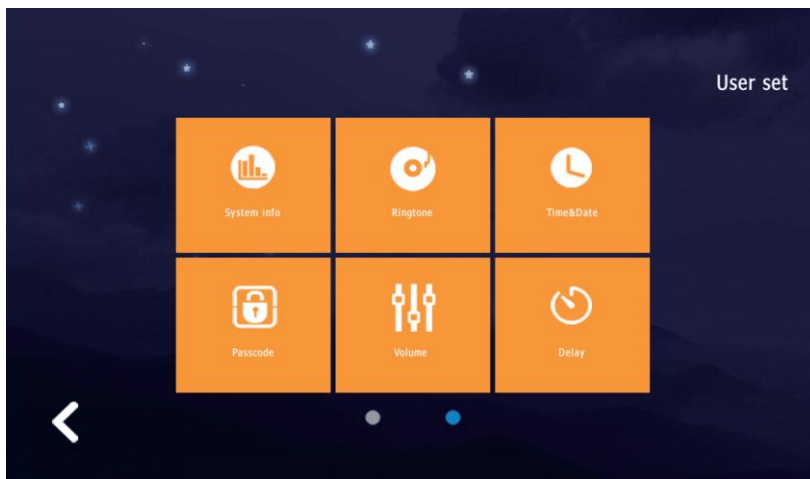 User set
System info
Ringtone
Time&Date
Passcode
Volume
Delay